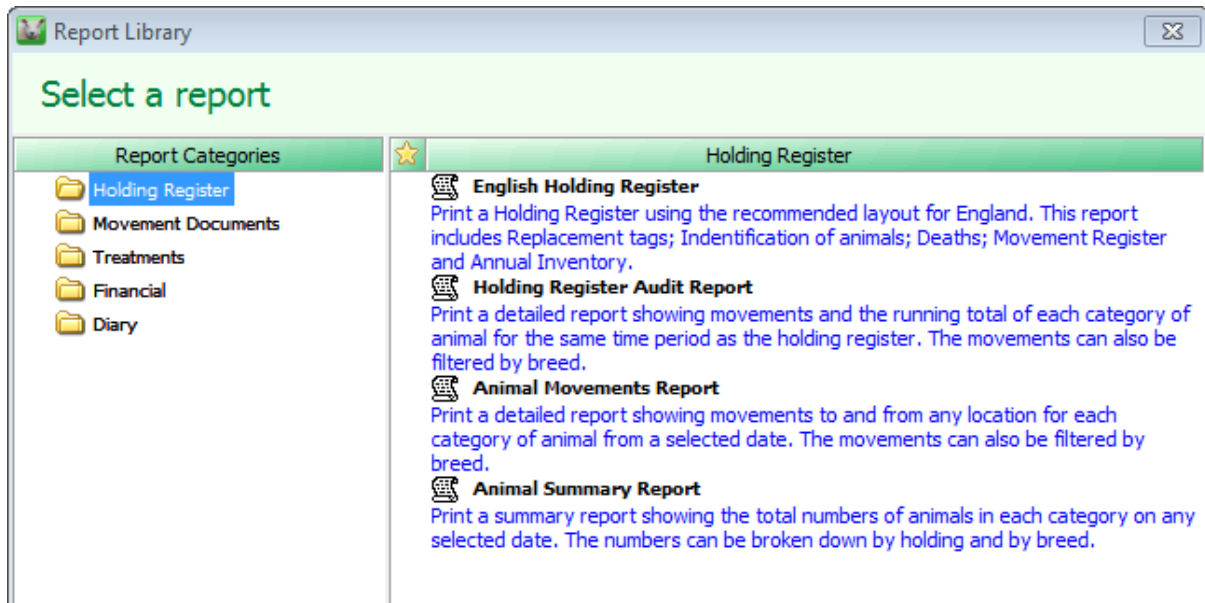 Report Library
Select a report
Report Categories
Holding Register
Movement Documents
Treatments
Financial
Diary
Holding Register
English Holding Register
Print a Holding Register using the recommended layout for England. This report
includes Replacement tags; Indentification of animals; Deaths; Movement Register
and Annual Inventory.
Holding Register Audit Report
Print a detailed report showing movements and the running total of each category of
animal for the same time period as the holding register. The movements can also be
filtered by breed.
Animal Movements Report
Print a detailed report showing movements to and from any location for each
category of animal from a selected date. The movements can also be filtered by
breed.
Animal Summary Report
Print a summary report showing the total numbers of animals in each category on any
selected date. The numbers can be broken down by holding and by breed.